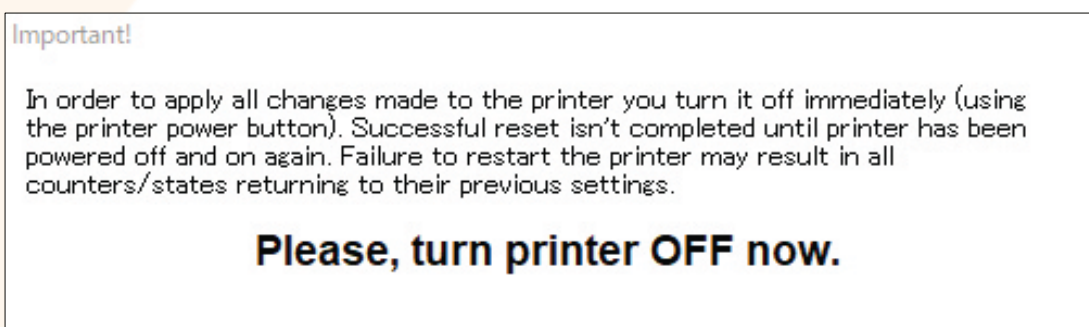 Important!
In order to apply all changes made to the printer you turn it off immediately (using
the printer power button). Successful reset isn't completed until printer has been
powered off and on again. Failure to restart the printer may result in all
counters/states returning to their previous settings.
Please, turn printer OFF now.